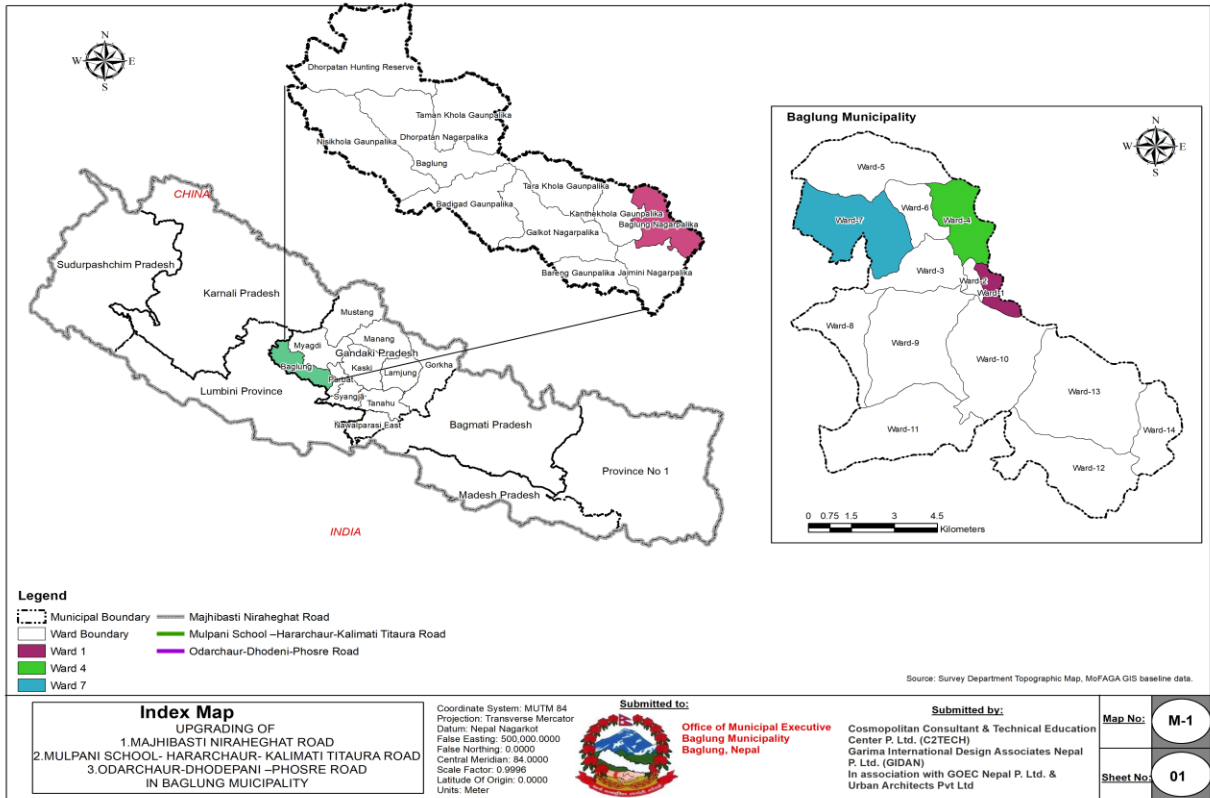 N
W E
S
Dhorpatan Hunting Reserve
Taman Khola Gaunpalika
Nisikhola Gaunpalika
Dhorpatan Nagarpalika
Baglung
Tara Khola Gaunpalika
Badigad Gaunpalika
Kanthekhola Gaunpalika
Baglung Nagarpalika
Galkot Nagarpalika
Bareng Gaunpalika
Jaimini Nagarpalika
CHINA
Sudurpashchim Pradesh
Karnali Pradesh
Mustang
Myagdi
Manang
Gandaki Pradesh
Baglung
Kaski
Gorkha
Parbat
Lamjung
Lumbini Province
Syangja
Tanahu
Nawalparasi East
Bagmati Pradesh
Province No 1
Madesh Pradesh
INDIA
Baglung Municipality
N
W E
S
Ward-5
Ward-6
Ward-7
Ward-4
Ward-3
Ward-2
Ward-1
Ward-8
Ward-9
Ward-10
Ward-13
Ward-11
Ward-14
Ward-12
0 0.75 1.5 3 4.5
Kilometers
Legend
Municipal Boundary
Ward Boundary
Ward 1
Ward 4
Ward 7
Majhibasti Niraheghat Road
Mulpani School –Hararchaur-Kalimati Titaura Road
Odarchaur-Dhodeni-Phosre Road
Source: Survey Department Topographic Map, MoFAGA GIS baseline data.
Index Map
UPGRADING OF
1.MAJHIBASTI NIRAHEGHAT ROAD
2.MULPANI SCHOOL- HARARCHAUR- KALIMATI TITAURA ROAD
3.ODARCHAUR-DHODEPANI –PHOSRE ROAD
IN BAGLUNG MUICIPALITY
Coordinate System: MUTM 84
Projection: Transverse Mercator
Datum: Nepal Nagarkot
False Easting: 500,000.0000
False Northing: 0.0000
Central Meridian: 84.0000
Scale Factor: 0.9996
Latitude Of Origin: 0.0000
Units: Meter
Submitted to:
Office of Municipal Executive
Baglung Municipality
Baglung, Nepal
Submitted by:
Cosmopolitan Consultant & Technical Education
Center P. Ltd. (C2TECH)
Garima International Design Associates Nepal
P. Ltd. (GIDAN)
In association with GOEC Nepal P. Ltd. &
Urban Architects Pvt Ltd
Map No: M-1
Sheet No: 01